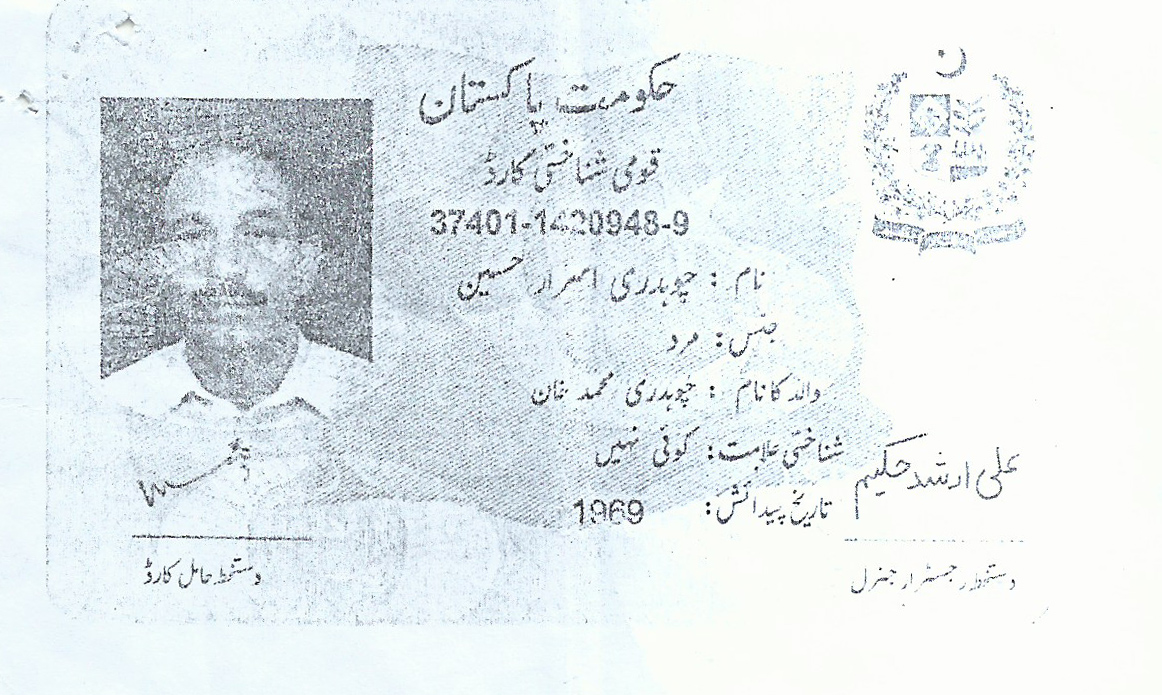 حکومت پاکستان
قومی شناختی کارڈ
37401-1420948-9
نام : چوہدری اسرار حسین
جنس: مرد
والد کا نام : چوہدری محمد خان
شناختی علامت: کوئی نہیں
تاریخ پیدائش: 1969
علی ارشد حکیم
دستخط حامل کارڈ
دستخط رجسٹرار جنرل